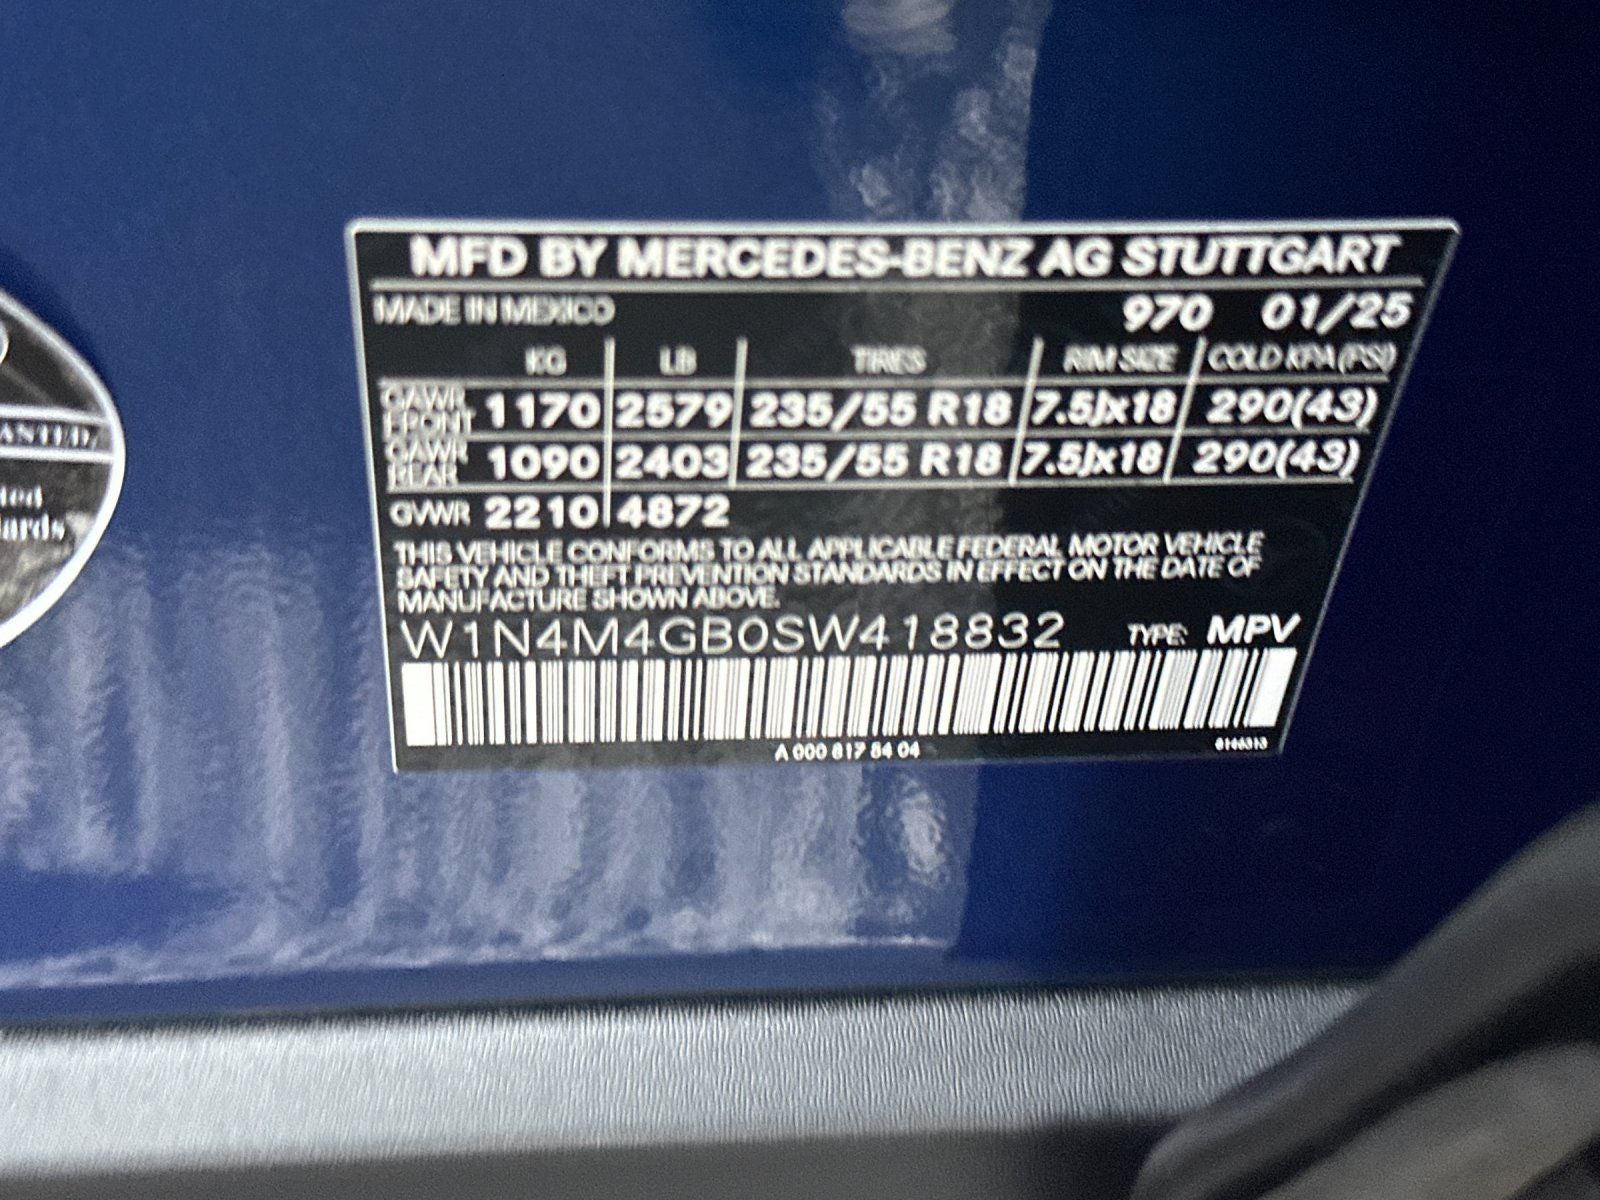 MFD BY MERCEDES-BENZ AG STUTTGART
MADE IN MEXICO 970 01/25
KG LB TIRES RIM SIZE COLD KPA (PSI)
GAWR FRONT 1170 2579 235/55 R18 7.5Jx18 290(43)
GAWR REAR 1090 2403 235/55 R18 7.5Jx18 290(43)
GVWR 2210 4872
THIS VEHICLE CONFORMS TO ALL APPLICABLE FEDERAL MOTOR VEHICLE
SAFETY AND THEFT PREVENTION STANDARDS IN EFFECT ON THE DATE OF
MANUFACTURE SHOWN ABOVE.
W1N4M4GB0SW418832 TYPE: MPV
A 000 817 84 04